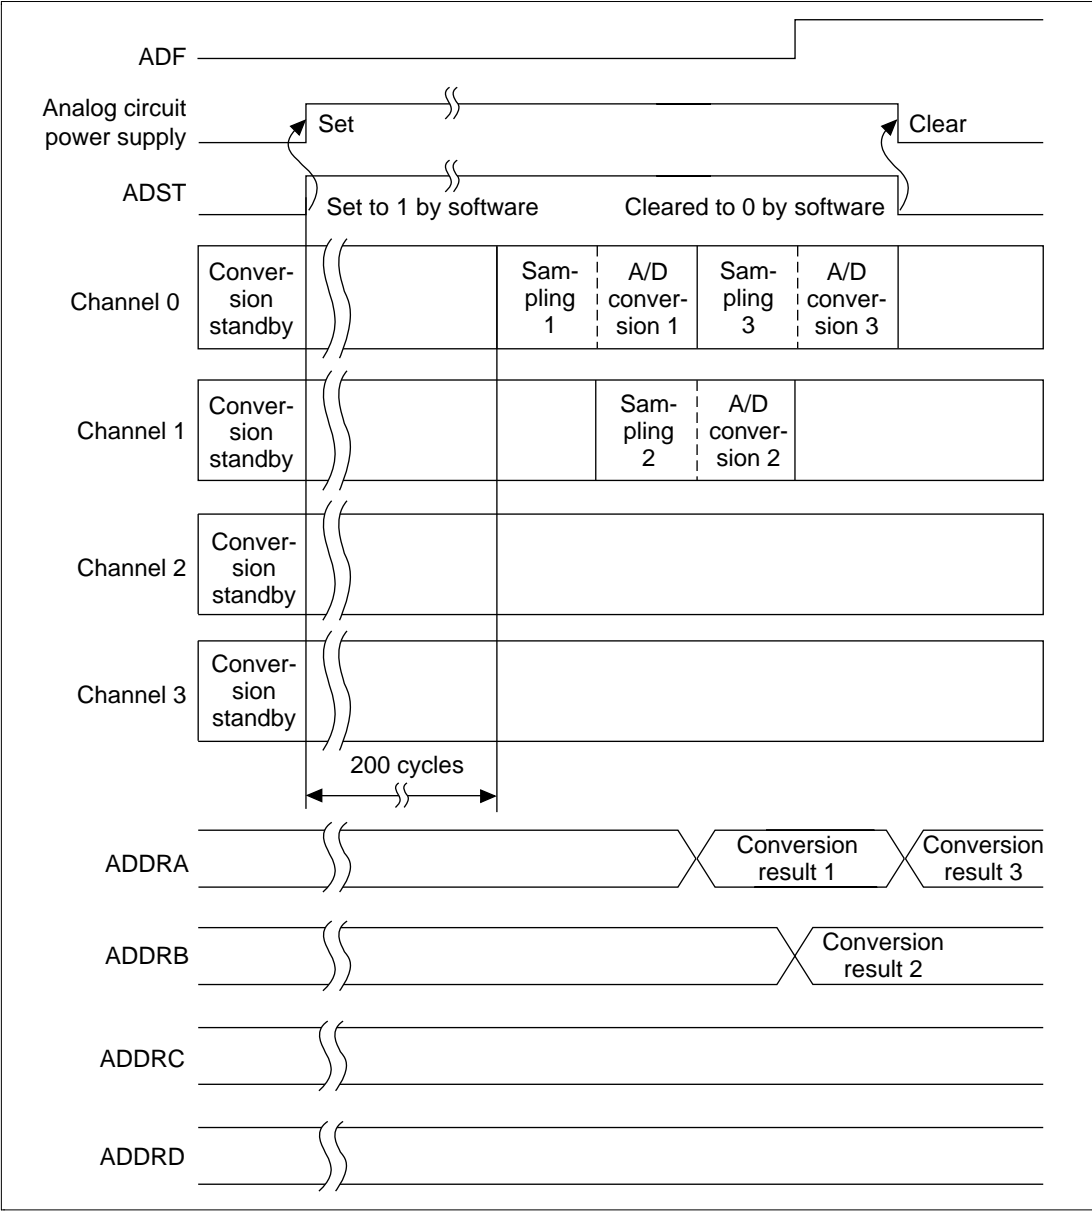 ADF
Analog circuit
power supply
Set
Clear
ADST
Set to 1 by software
Cleared to 0 by software
Channel 0
Conver-
sion
standby
Sam-
pling
1
A/D
conver-
sion 1
Sam-
pling
3
A/D
conver-
sion 3
Channel 1
Conver-
sion
standby
Sam-
pling
2
A/D
conver-
sion 2
Channel 2
Conver-
sion
standby
Channel 3
Conver-
sion
standby
200 cycles
ADDRA
Conversion
result 1
Conversion
result 3
ADDRB
Conversion
result 2
ADDRC
ADDRD